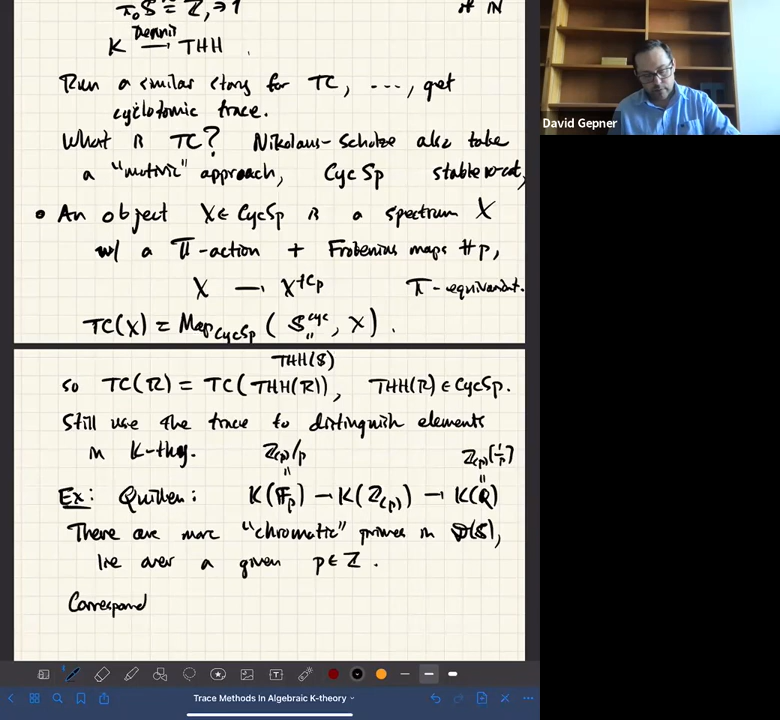 π₀S ≅ ℤ, ∋ 1
of N
K —Dennis→ THH .
Run a similar story for TC, ..., get
cyclotomic trace.
What is TC? Nikolaus-Scholze also take
a "motivic" approach, CycSp stable ∞-cat,
• An object X ∈ CycSp is a spectrum X
w/ a 𝕋-action + Frobenius maps ∀p,
X → X^{tCp} 𝕋-equivariant.
TC(X) = Map_{CycSp}(S^{cyc}, X).
"
THH(S)
so TC(R) = TC(THH(R)), THH(R) ∈ CycSp.
Still use the trace to distinguish elements
in K-thy.
ℤ_(p)/p ℤ_(p)[1/p]
Ex: Quillen: K(𝔽_p) → K(ℤ_(p)) → K(ℚ)
There are more "chromatic" primes in
lie over a given p ∈ ℤ.
Correspond
Trace Methods In Algebraic K-theory
David Gepner